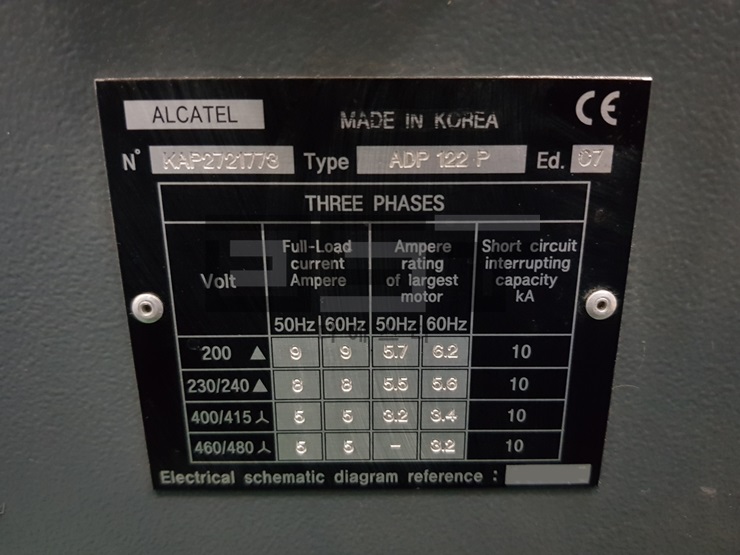 ALCATEL
MADE IN KOREA
CE
N° KAP2721773 Type ADP 122 P Ed. 07
THREE PHASES
Volt
Full-Load current Ampere
Ampere rating of largest motor
Short circuit interrupting capacity kA
50Hz 60Hz 50Hz 60Hz
200 ▲ 9 9 5.7 6.2 10
230/240 ▲ 8 8 5.5 5.6 10
400/415 ⅄ 5 5 3.2 3.4 10
460/480 ⅄ 5 5 – 3.2 10
Electrical schematic diagram reference :